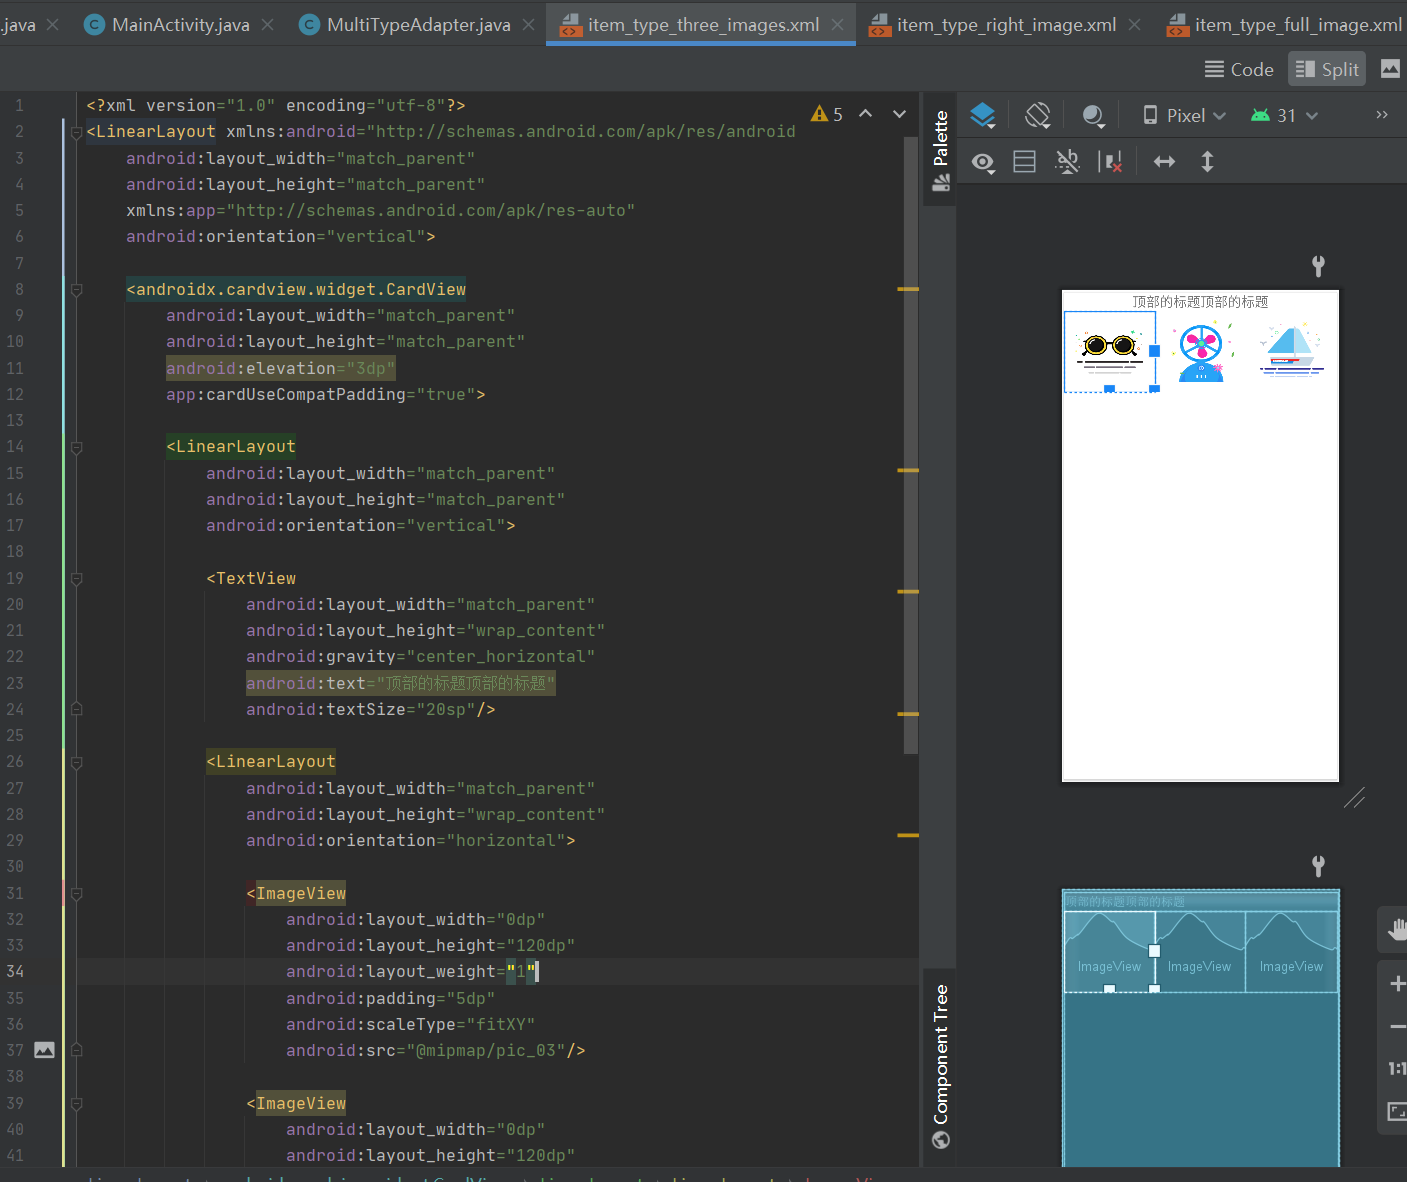 .java MainActivity.java MultiTypeAdapter.java item_type_three_images.xml item_type_right_image.xml item_type_full_image.xml
Code Split
1 <?xml version="1.0" encoding="utf-8"?>
5
2 <LinearLayout xmlns:android="http://schemas.android.com/apk/res/android
3 android:layout_width="match_parent"
4 android:layout_height="match_parent"
5 xmlns:app="http://schemas.android.com/apk/res-auto"
6 android:orientation="vertical">
7
8 <androidx.cardview.widget.CardView
9 android:layout_width="match_parent"
10 android:layout_height="match_parent"
11 android:elevation="3dp"
12 app:cardUseCompatPadding="true">
13
14 <LinearLayout
15 android:layout_width="match_parent"
16 android:layout_height="match_parent"
17 android:orientation="vertical">
18
19 <TextView
20 android:layout_width="match_parent"
21 android:layout_height="wrap_content"
22 android:gravity="center_horizontal"
23 android:text="顶部的标题顶部的标题"
24 android:textSize="20sp"/>
25
26 <LinearLayout
27 android:layout_width="match_parent"
28 android:layout_height="wrap_content"
29 android:orientation="horizontal">
30
31 <ImageView
32 android:layout_width="0dp"
33 android:layout_height="120dp"
34 android:layout_weight="1"
35 android:padding="5dp"
36 android:scaleType="fitXY"
37 android:src="@mipmap/pic_03"/>
38
39 <ImageView
40 android:layout_width="0dp"
41 android:layout_height="120dp"
Palette
Component Tree
Pixel 31
顶部的标题顶部的标题
顶部的标题顶部的标题
ImageView ImageView ImageView
1:1